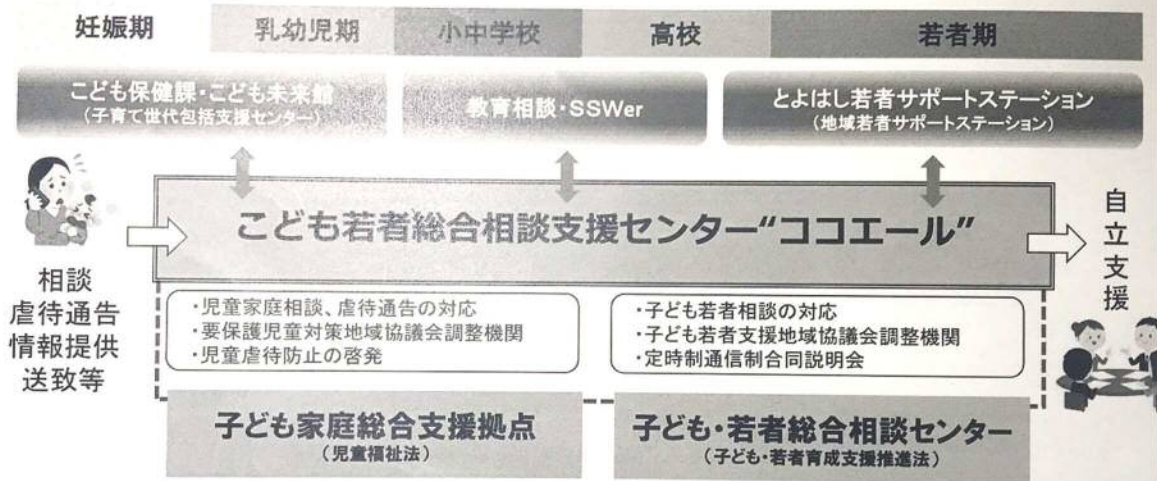 妊娠期
乳幼児期
小中学校
高校
若者期
こども保健課・こども未来館
(子育て世代包括支援センター)
教育相談・SSWer
とよはし若者サポートステーション
(地域若者サポートステーション)
こども若者総合相談支援センター“ココエール”
相談
虐待通告
情報提供
送致等
自立支援
・児童家庭相談、虐待通告の対応
・要保護児童対策地域協議会調整機関
・児童虐待防止の啓発
・子ども若者相談の対応
・子ども若者支援地域協議会調整機関
・定時制通信制合同説明会
子ども家庭総合支援拠点
(児童福祉法)
子ども・若者総合相談センター
(子ども・若者育成支援推進法)